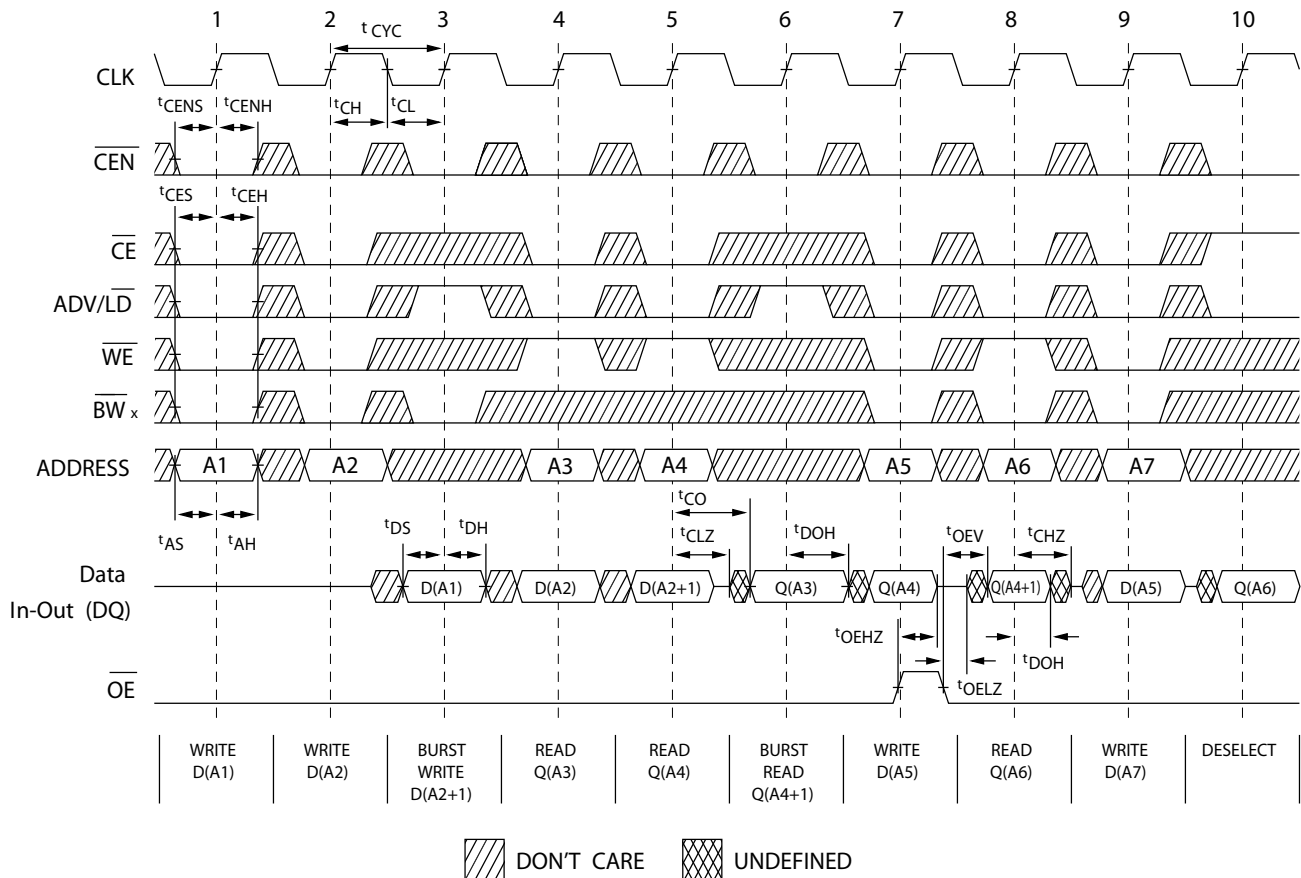 1 2 3 4 5 6 7 8 9 10
tCYC
CLK
tCENS tCENH tCH tCL
CEN
tCES tCEH
CE
ADV/LD
WE
BWx
ADDRESS A1 A2 A3 A4 A5 A6 A7
tCO
tAS tAH tDS tDH tCLZ tDOH tOEV tCHZ
Data
In-Out (DQ)
D(A1) D(A2) D(A2+1) Q(A3) Q(A4) Q(A4+1) D(A5) Q(A6)
tOEHZ tDOH
tOELZ
OE
WRITE
D(A1)
WRITE
D(A2)
BURST
WRITE
D(A2+1)
READ
Q(A3)
READ
Q(A4)
BURST
READ
Q(A4+1)
WRITE
D(A5)
READ
Q(A6)
WRITE
D(A7)
DESELECT
DON'T CARE UNDEFINED